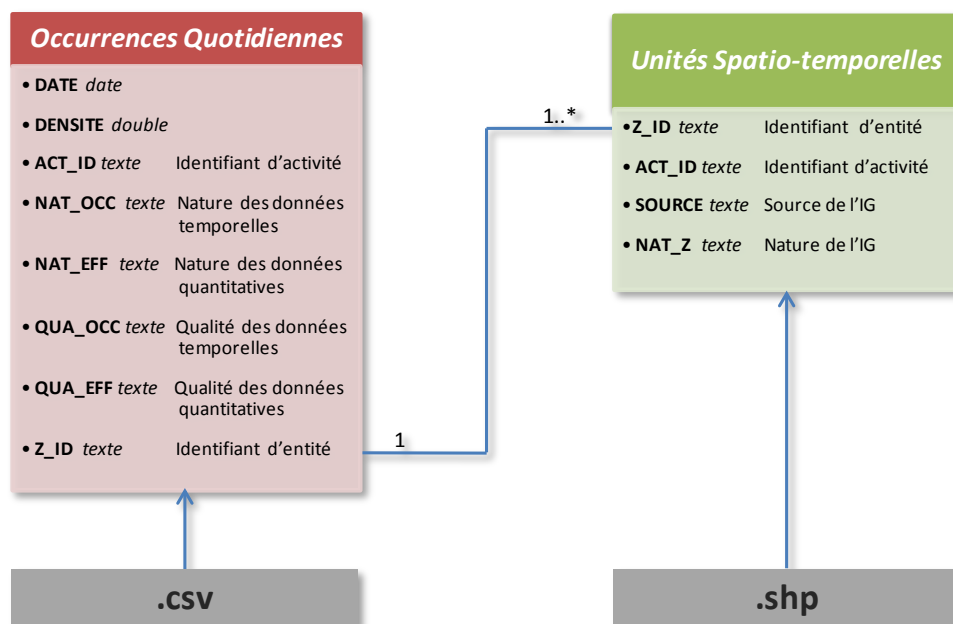 Occurrences Quotidiennes
• DATE date
• DENSITE double
• ACT_ID texte Identifiant d'activité
• NAT_OCC texte Nature des données
temporelles
• NAT_EFF texte Nature des données
quantitatives
• QUA_OCC texte Qualité des données
temporelles
• QUA_EFF texte Qualité des données
quantitatives
• Z_ID texte Identifiant d'entité
1
1..*
Unités Spatio-temporelles
•Z_ID texte Identifiant d'entité
• ACT_ID texte Identifiant d'activité
• SOURCE texte Source de l'IG
• NAT_Z texte Nature de l'IG
.csv
.shp